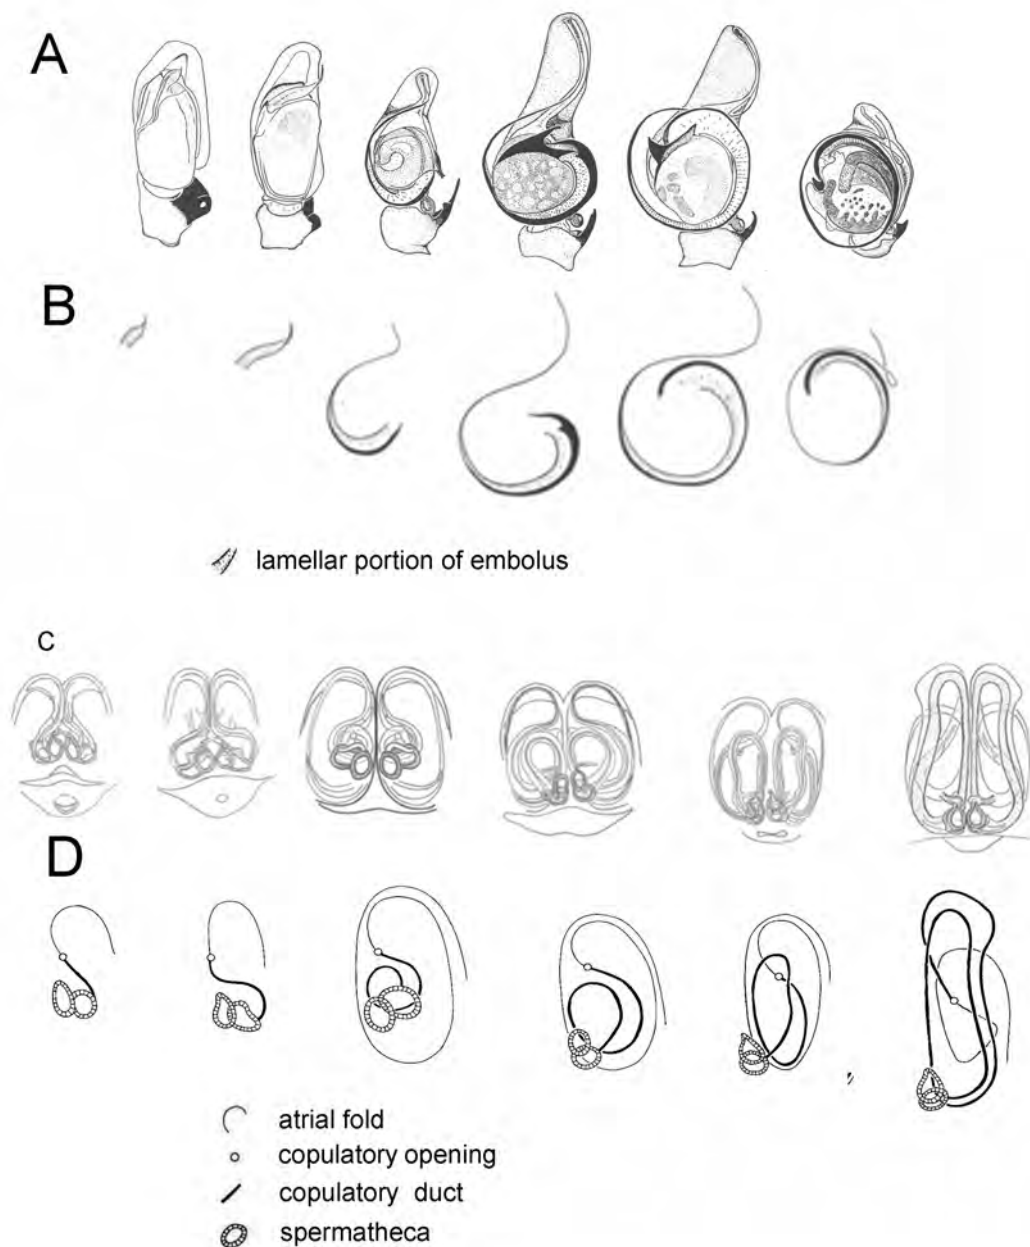 A
B
lamellar portion of embolus
C
D
atrial fold
copulatory opening
copulatory duct
spermatheca